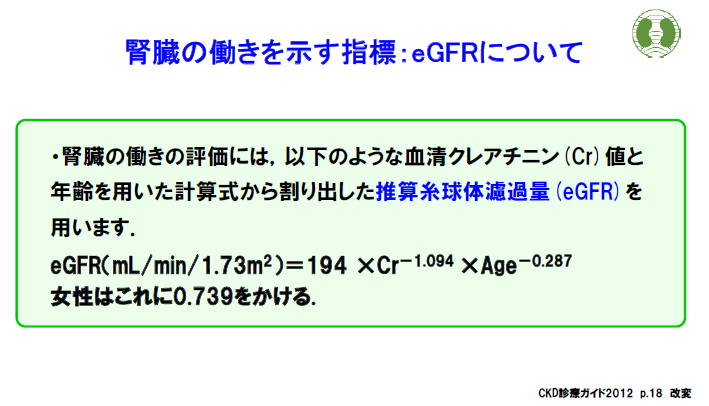 腎臓の働きを示す指標：eGFRについて
・腎臓の働きの評価には，以下のような血清クレアチニン(Cr)値と
年齢を用いた計算式から割り出した推算糸球体濾過量(eGFR)を
用います．
eGFR(mL/min/1.73m²)＝194 ×Cr⁻¹·⁰⁹⁴ ×Age⁻⁰·²⁸⁷
女性はこれに0.739をかける．
CKD診療ガイド2012 p.18 改変